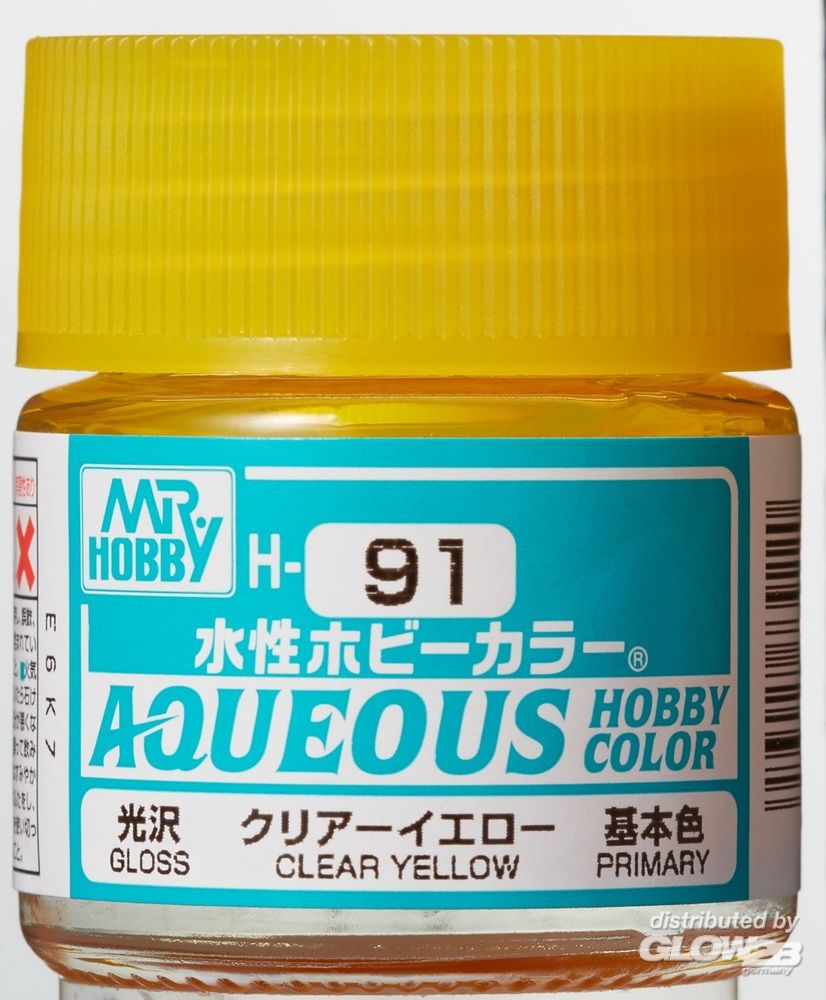 MR.
HOBBY
H-91
水性ホビーカラー®
AQUEOUS HOBBY COLOR
光沢 クリアーイエロー 基本色
GLOSS CLEAR YELLOW PRIMARY
E6K7
distributed by
GLOW2B
germany